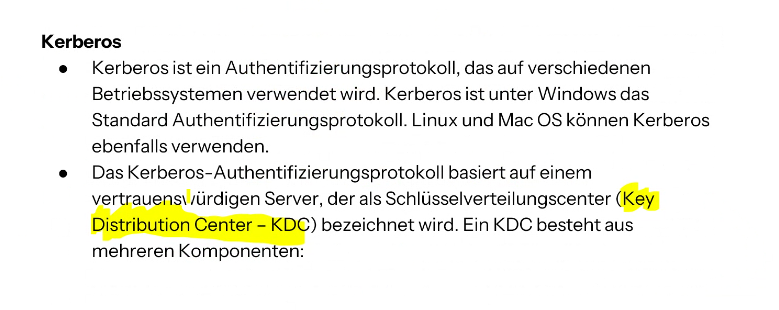 Kerberos
● Kerberos ist ein Authentifizierungsprotokoll, das auf verschiedenen
Betriebssystemen verwendet wird. Kerberos ist unter Windows das
Standard Authentifizierungsprotokoll. Linux und Mac OS können Kerberos
ebenfalls verwenden.
● Das Kerberos-Authentifizierungsprotokoll basiert auf einem
vertrauenswürdigen Server, der als Schlüsselverteilungscenter (Key
Distribution Center – KDC) bezeichnet wird. Ein KDC besteht aus
mehreren Komponenten: